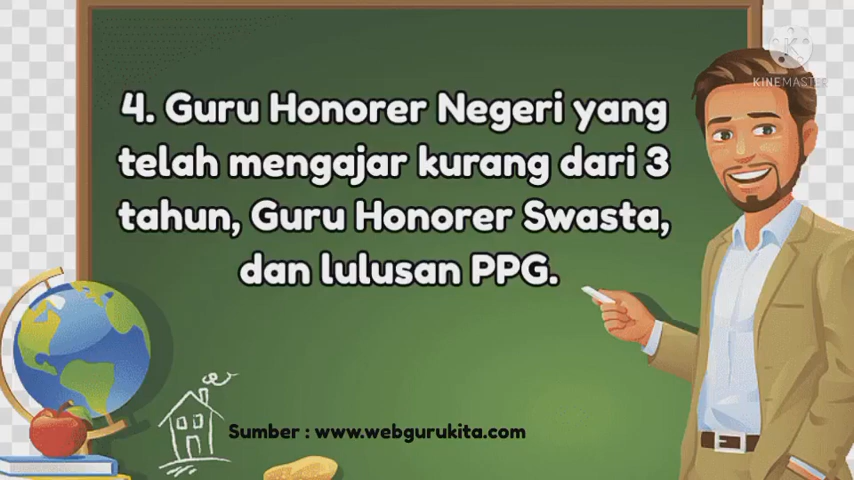 KINEMASTER
4. Guru Honorer Negeri yang
telah mengajar kurang dari 3
tahun, Guru Honorer Swasta,
dan lulusan PPG.
Sumber : www.webgurukita.com